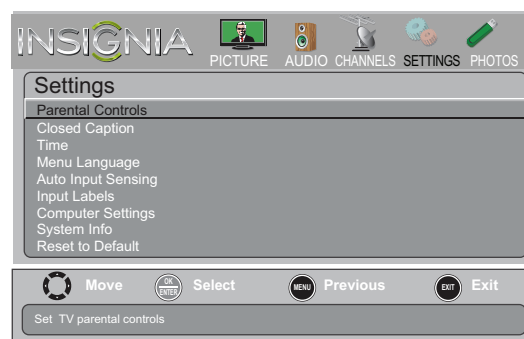 INSIGNIA
PICTURE AUDIO CHANNELS SETTINGS PHOTOS
Settings
Parental Controls
Closed Caption
Time
Menu Language
Auto Input Sensing
Input Labels
Computer Settings
System Info
Reset to Default
Move OK ENTER Select MENU Previous EXIT Exit
Set TV parental controls